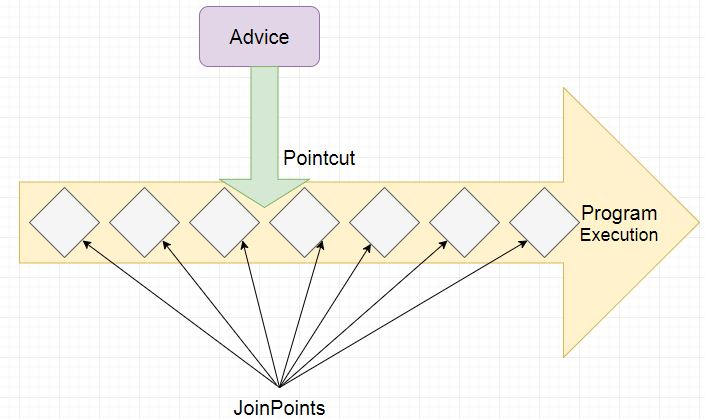 Advice
Pointcut
Program
Execution
JoinPoints